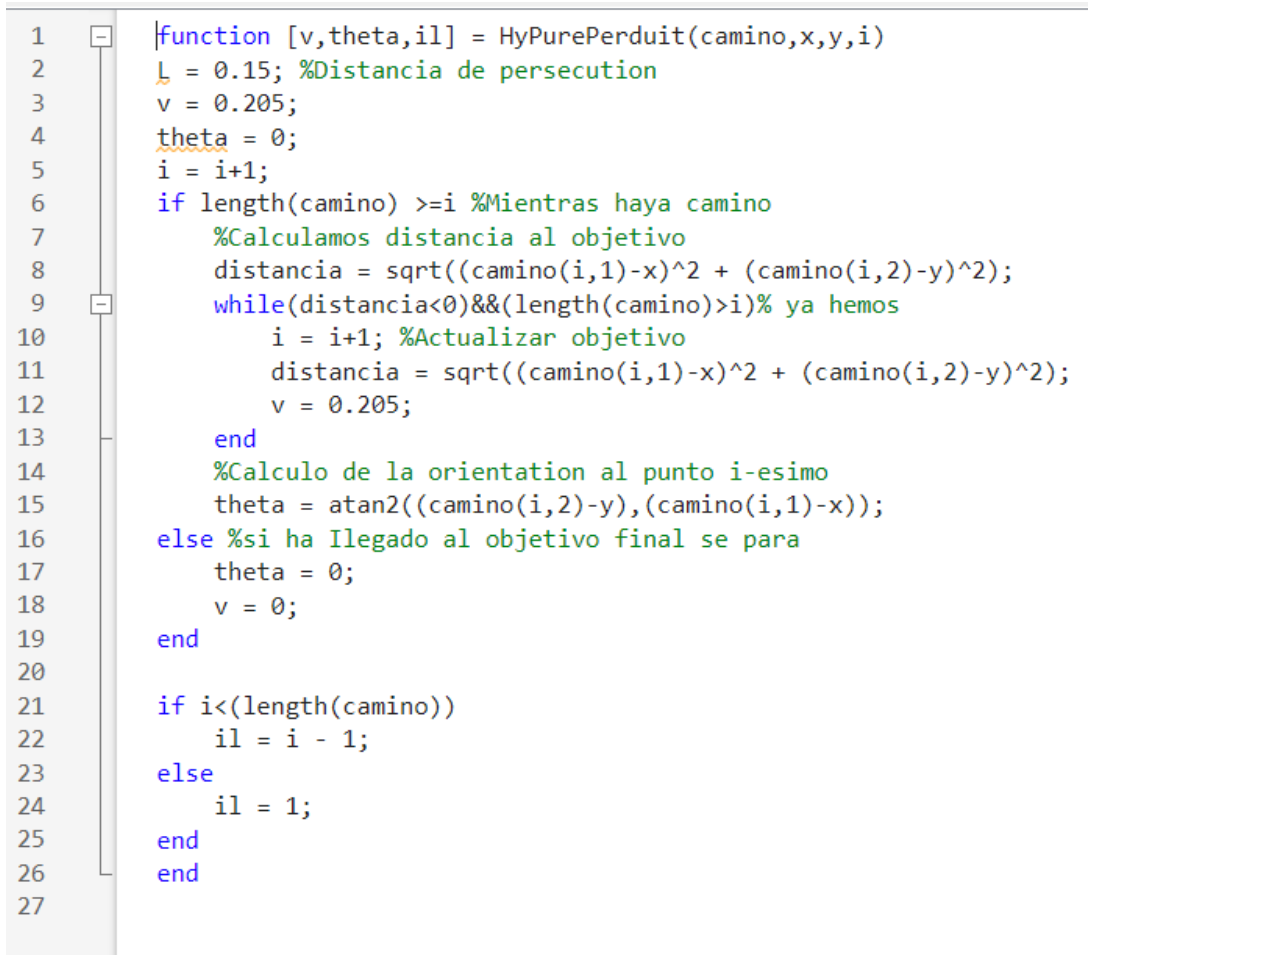 1 function [v,theta,il] = HyPurePerduit(camino,x,y,i)
2 L = 0.15; %Distancia de persecution
3 v = 0.205;
4 theta = 0;
5 i = i+1;
6 if length(camino) >=i %Mientras haya camino
7 %Calculamos distancia al objetivo
8 distancia = sqrt((camino(i,1)-x)^2 + (camino(i,2)-y)^2);
9 while(distancia<0)&&(length(camino)>i)% ya hemos
10 i = i+1; %Actualizar objetivo
11 distancia = sqrt((camino(i,1)-x)^2 + (camino(i,2)-y)^2);
12 v = 0.205;
13 end
14 %Calculo de la orientation al punto i-esimo
15 theta = atan2((camino(i,2)-y),(camino(i,1)-x));
16 else %si ha Ilegado al objetivo final se para
17 theta = 0;
18 v = 0;
19 end
20
21 if i<(length(camino))
22 il = i - 1;
23 else
24 il = 1;
25 end
26 end
27